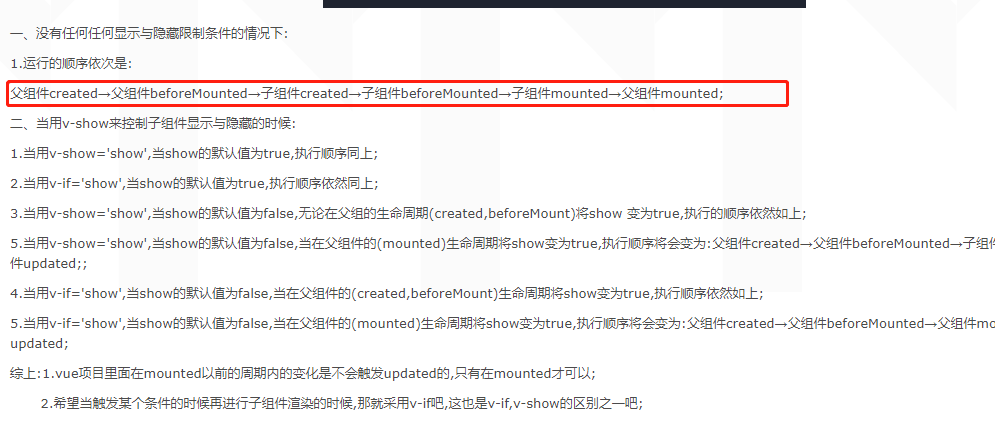 一、没有任何任何显示与隐藏限制条件的情况下:
1.运行的顺序依次是:
父组件created→父组件beforeMounted→子组件created→子组件beforeMounted→子组件mounted→父组件mounted;
二、当用v-show来控制子组件显示与隐藏的时候:
1.当用v-show='show',当show的默认值为true,执行顺序同上;
2.当用v-if='show',当show的默认值为true,执行顺序依然同上;
3.当用v-show='show',当show的默认值为false,无论在父组的生命周期(created,beforeMount)将show 变为true,执行的顺序依然如上;
5.当用v-show='show',当show的默认值为false,当在父组件的(mounted)生命周期将show变为true,执行顺序将会变为:父组件created→父组件beforeMounted→子组件
件updated;;
4.当用v-if='show',当show的默认值为false,当在父组件的(created,beforeMount)生命周期将show变为true,执行顺序依然如上;
5.当用v-if='show',当show的默认值为false,当在父组件的(mounted)生命周期将show变为true,执行顺序将会变为:父组件created→父组件beforeMounted→父组件mo
updated;
综上:1.vue项目里面在mounted以前的周期内的变化是不会触发updated的,只有在mounted才可以;
2.希望当触发某个条件的时候再进行子组件渲染的时候,那就采用v-if吧,这也是v-if,v-show的区别之一吧;